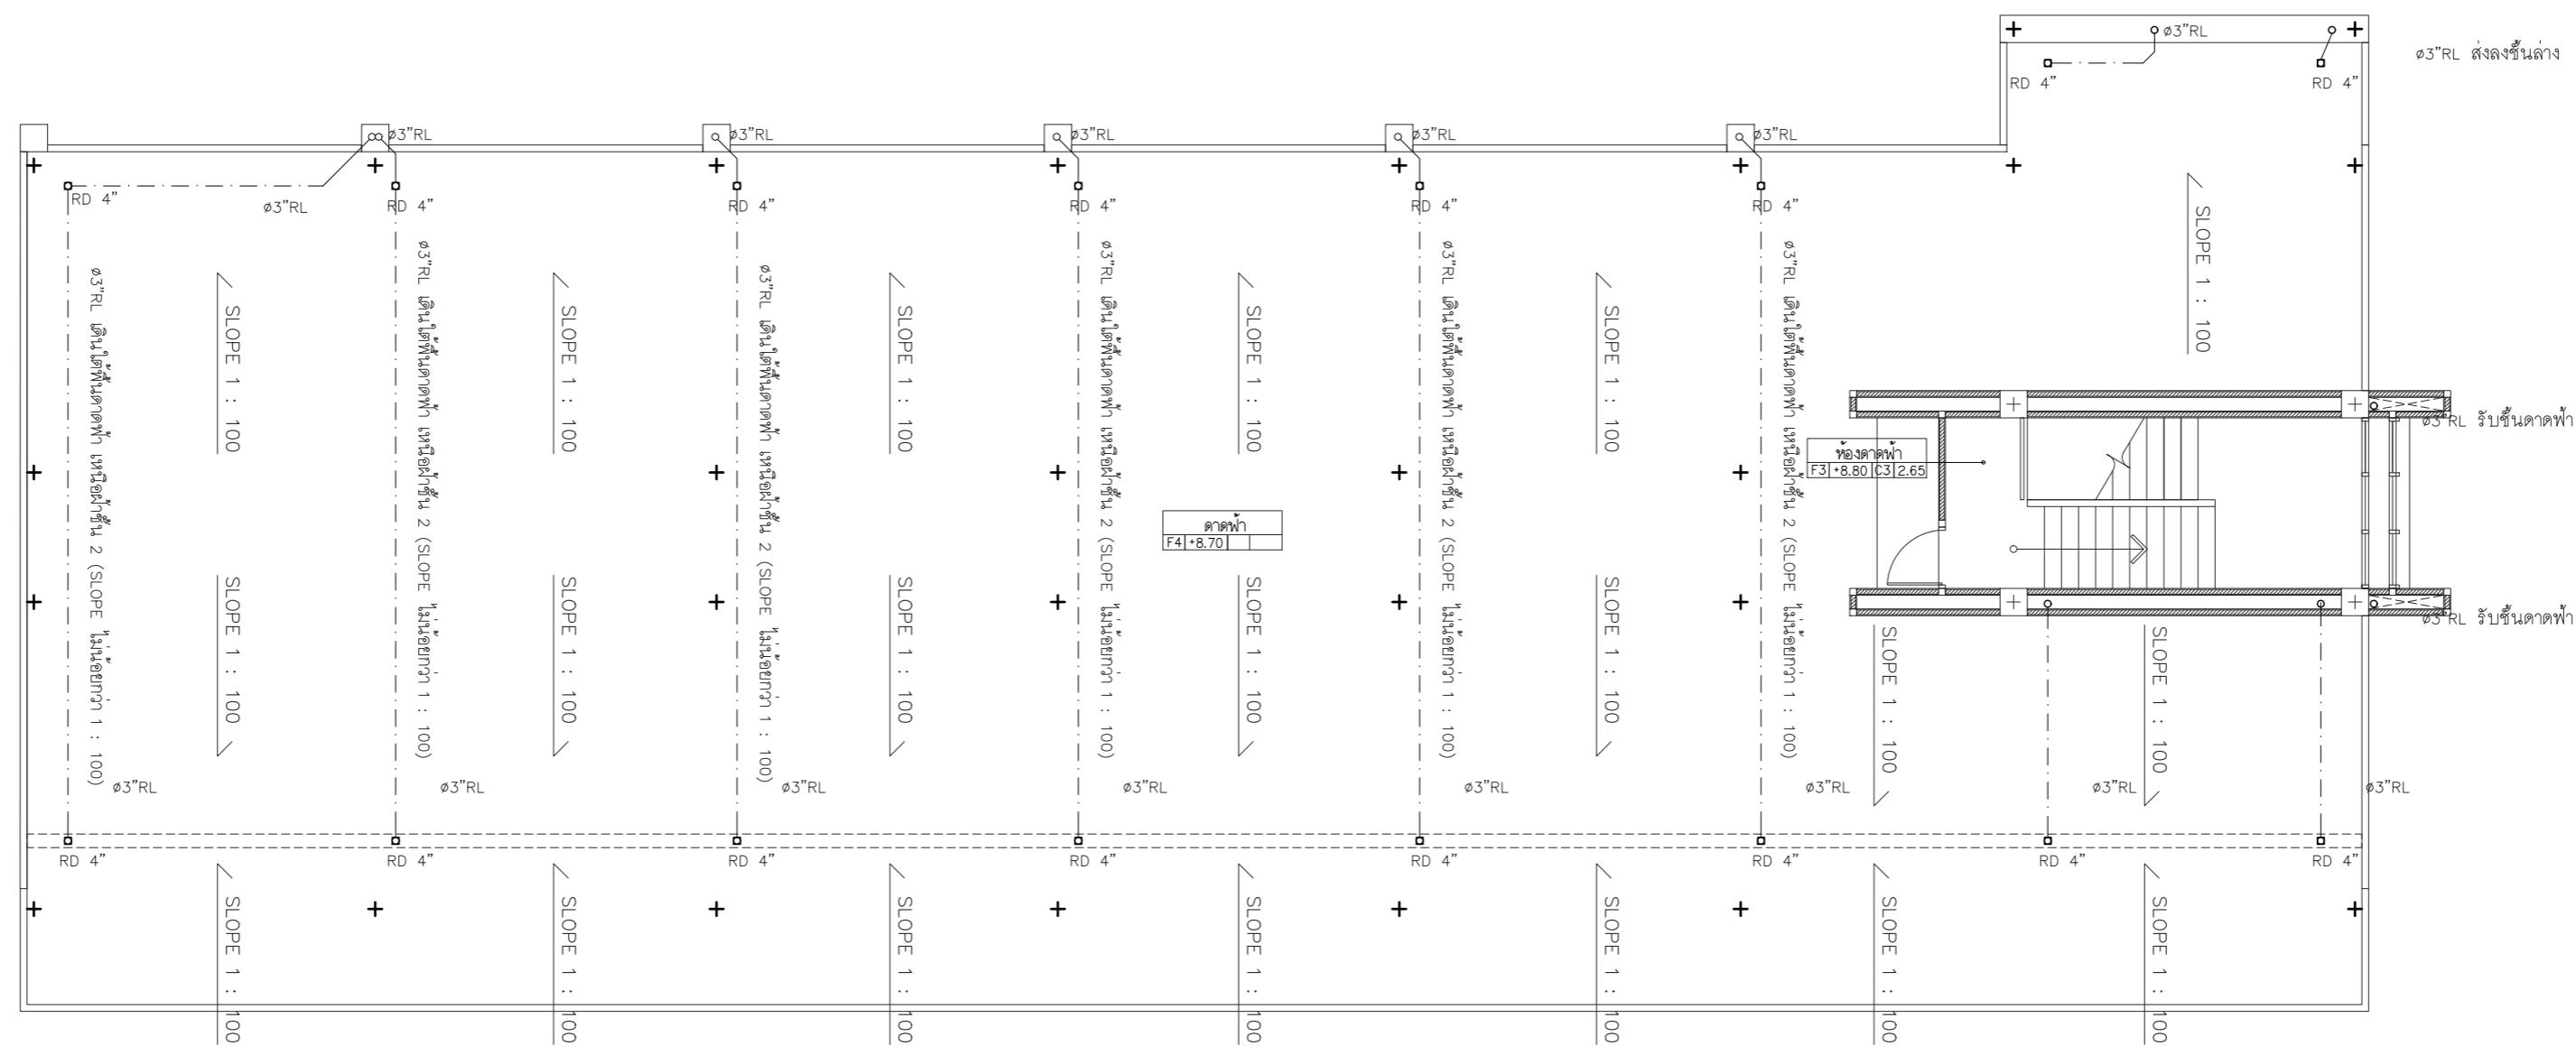 ø3"RL
ø3"RL ส่งลงชั้นล่าง
RD 4"
RD 4"
ø3"RL
ø3"RL
ø3"RL
ø3"RL
ø3"RL
RD 4"
ø3"RL
RD 4"
RD 4"
RD 4"
RD 4"
RD 4"
SLOPE 1 : 100
ø3"RL เดินใต้พื้นดาดฟ้า เหนือฝ้าชั้น 2 (SLOPE ไม่น้อยกว่า 1 : 100)
SLOPE 1 : 100
ø3"RL เดินใต้พื้นดาดฟ้า เหนือฝ้าชั้น 2 (SLOPE ไม่น้อยกว่า 1 : 100)
SLOPE 1 : 100
ø3"RL เดินใต้พื้นดาดฟ้า เหนือฝ้าชั้น 2 (SLOPE ไม่น้อยกว่า 1 : 100)
SLOPE 1 : 100
ø3"RL เดินใต้พื้นดาดฟ้า เหนือฝ้าชั้น 2 (SLOPE ไม่น้อยกว่า 1 : 100)
SLOPE 1 : 100
ø3"RL เดินใต้พื้นดาดฟ้า เหนือฝ้าชั้น 2 (SLOPE ไม่น้อยกว่า 1 : 100)
SLOPE 1 : 100
ø3"RL เดินใต้พื้นดาดฟ้า เหนือฝ้าชั้น 2 (SLOPE ไม่น้อยกว่า 1 : 100)
ø3"RL รับชั้นดาดฟ้า
ห้องดาดฟ้า
F3 +8.80 C3 2.65
ดาดฟ้า
F4 +8.70
ø3"RL รับชั้นดาดฟ้า
SLOPE 1 : 100
SLOPE 1 : 100
SLOPE 1 : 100
SLOPE 1 : 100
SLOPE 1 : 100
SLOPE 1 : 100
SLOPE 1 : 100
ø3"RL
ø3"RL
ø3"RL
ø3"RL
ø3"RL
ø3"RL
ø3"RL
ø3"RL
RD 4"
RD 4"
RD 4"
RD 4"
RD 4"
RD 4"
RD 4"
RD 4"
SLOPE 1 : 100
SLOPE 1 : 100
SLOPE 1 : 100
SLOPE 1 : 100
SLOPE 1 : 100
SLOPE 1 : 100
SLOPE 1 : 100